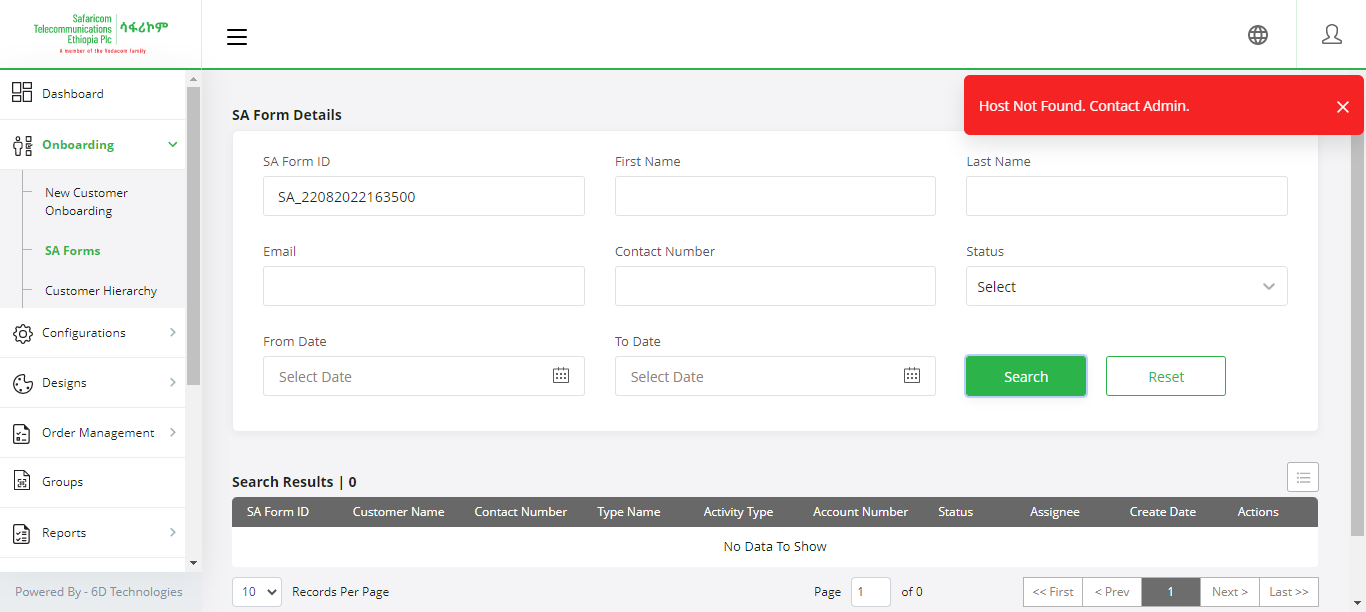 Safaricom
Telecommunications
Ethiopia Plc
ሳፋሪኮም
A member of the Vodacom family
Host Not Found. Contact Admin.
Dashboard
Onboarding
New Customer
Onboarding
SA Forms
Customer Hierarchy
Configurations
Designs
Order Management
Groups
Reports
Powered By - 6D Technologies
SA Form Details
SA Form ID First Name Last Name
SA_22082022163500
Email Contact Number Status
Select
From Date To Date
Select Date Select Date Search Reset
Search Results | 0
SA Form ID Customer Name Contact Number Type Name Activity Type Account Number Status Assignee Create Date Actions
No Data To Show
10 Records Per Page Page 1 of 0 << First < Prev 1 Next > Last >>